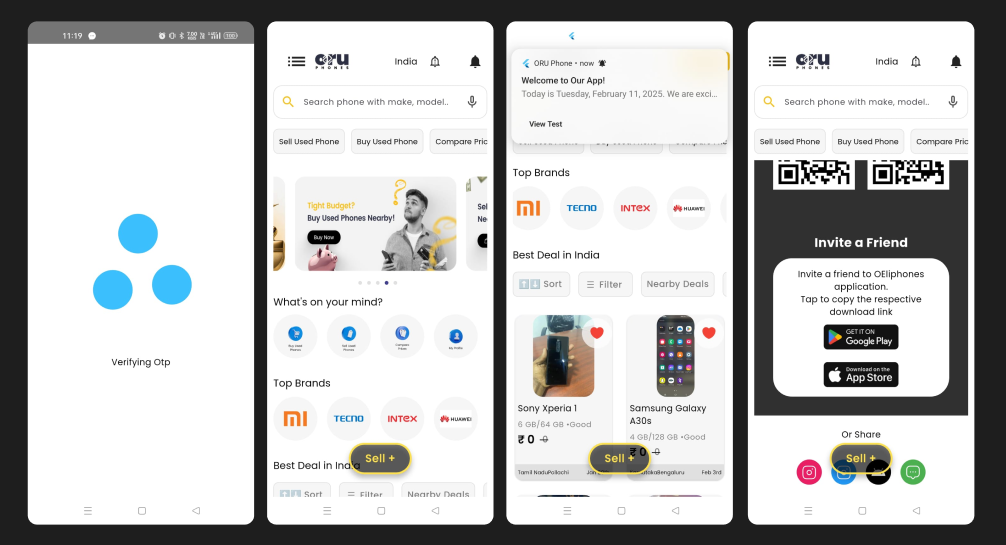 11:19
Verifying Otp
oru
PHONES
India
Search phone with make, model..
Sell Used Phone
Buy Used Phone
Compare Pric
Tight Budget?
Buy Used Phones Nearby!
Buy Now
Sel
Ne
What's on your mind?
Buy Used
Phones
Sell Used
Phones
Compare
Prices
My Profile
Top Brands
TECNO
INTEX
HUAWEI
Sell +
Best Deal in India
Sort
Filter
Nearby Deals
ORU Phone • now
Welcome to Our App!
Today is Tuesday, February 11, 2025. We are exci...
View Test
Top Brands
TECNO
INTEX
HUAWEI
Best Deal in India
Sort
Filter
Nearby Deals
Sony Xperia 1
6 GB/64 GB •Good
₹ 0 -0
Tamil NaduPollachi
Samsung Galaxy
A30s
4 GB/128 GB •Good
₹ 0 -0
Feb 3rd
Sell +
oru
PHONES
India
Search phone with make, model..
Sell Used Phone
Buy Used Phone
Compare Pric
Invite a Friend
Invite a friend to OEliphones
application.
Tap to copy the respective
download link
GET IT ON
Google Play
Download on the
App Store
Or Share
Sell +